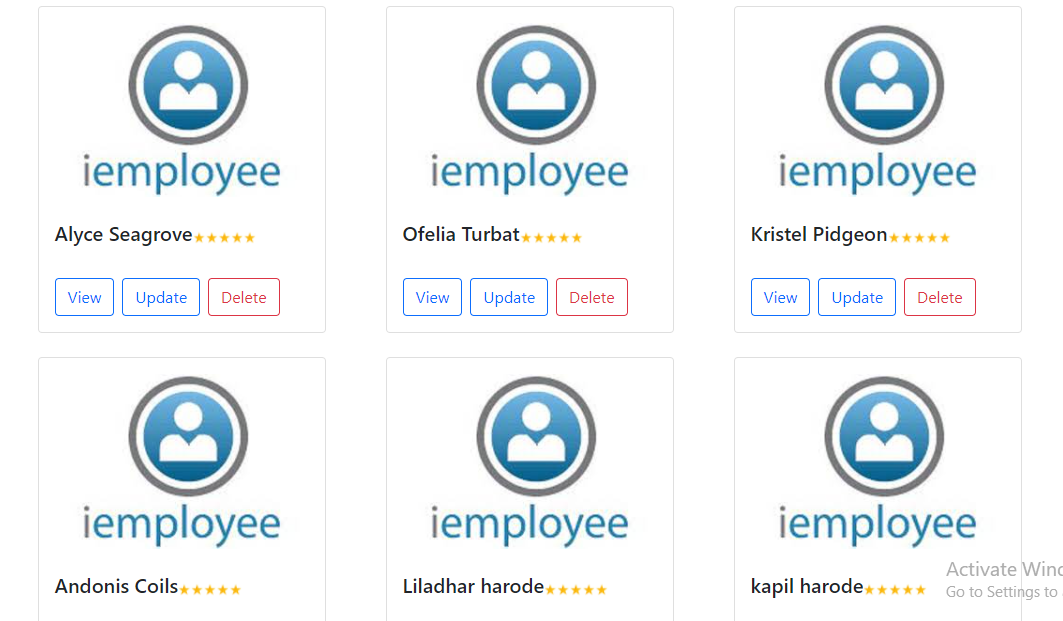 iemployee
iemployee
iemployee
Alyce Seagrove
Ofelia Turbat
Kristel Pidgeon
View Update Delete
View Update Delete
View Update Delete
iemployee
iemployee
iemployee
Andonis Coils
Liladhar harode
kapil harode
Activate Wind
Go to Settings to